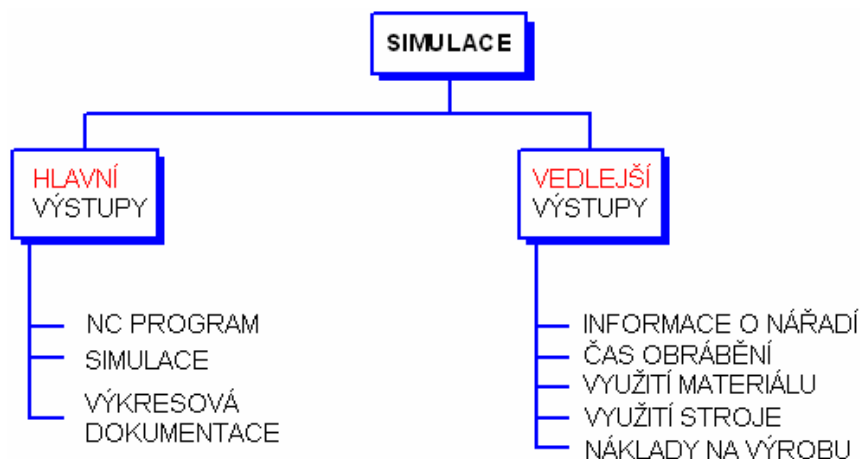 SIMULACE
HLAVNÍ
VÝSTUPY
NC PROGRAM
SIMULACE
VÝKRESOVÁ
DOKUMENTACE
VEDLEJŠÍ
VÝSTUPY
INFORMACE O NÁŘADÍ
ČAS OBRÁBĚNÍ
VYUŽITÍ MATERIÁLU
VYUŽITÍ STROJE
NÁKLADY NA VÝROBU